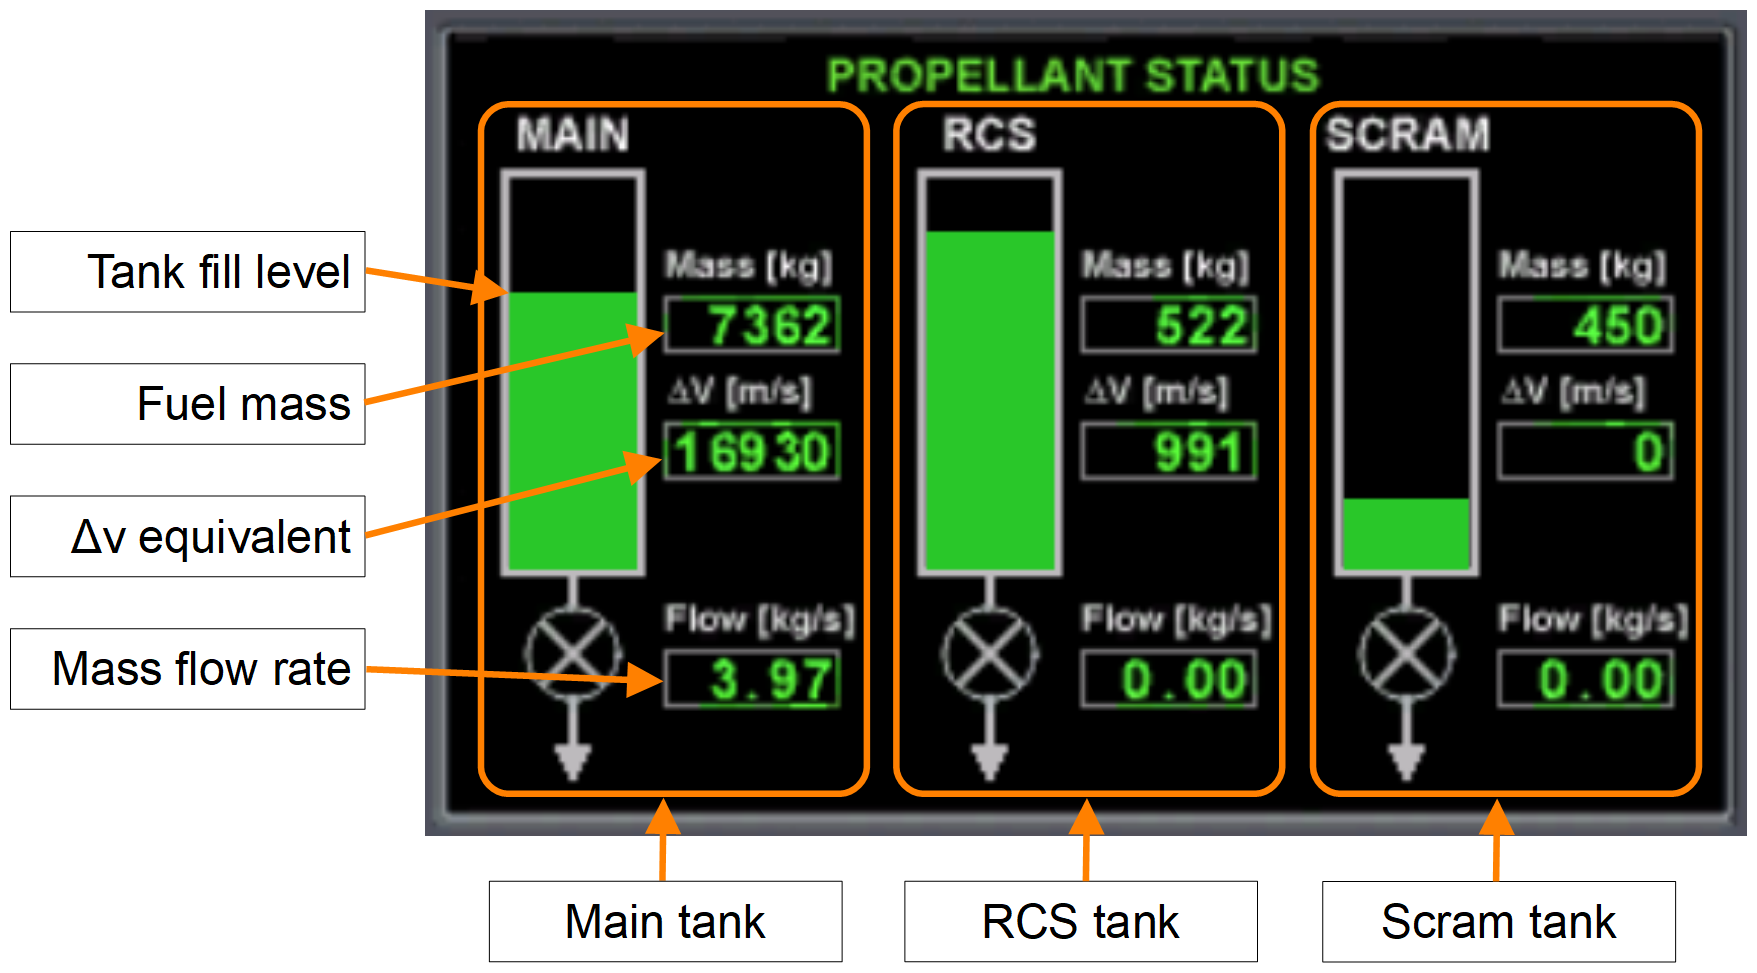 PROPELLANT STATUS
MAIN
RCS
SCRAM
Tank fill level
Fuel mass
Δv equivalent
Mass flow rate
Mass [kg]
7362
ΔV [m/s]
16930
Flow [kg/s]
3.97
Mass [kg]
522
ΔV [m/s]
991
Flow [kg/s]
0.00
Mass [kg]
450
ΔV [m/s]
0
Flow [kg/s]
0.00
Main tank
RCS tank
Scram tank